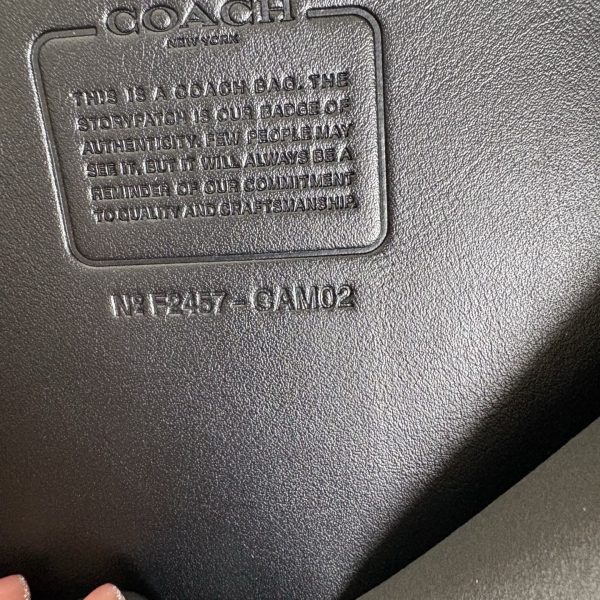 COACH
NEW YORK
THIS IS A COACH BAG. THE
STORYPATCH IS OUR BADGE OF
AUTHENTICITY. FEW PEOPLE MAY
SEE IT. BUT IT WILL ALWAYS BE A
REMINDER OF OUR COMMITMENT
TO QUALITY AND CRAFTSMANSHIP.
Nº F2457-GAM02